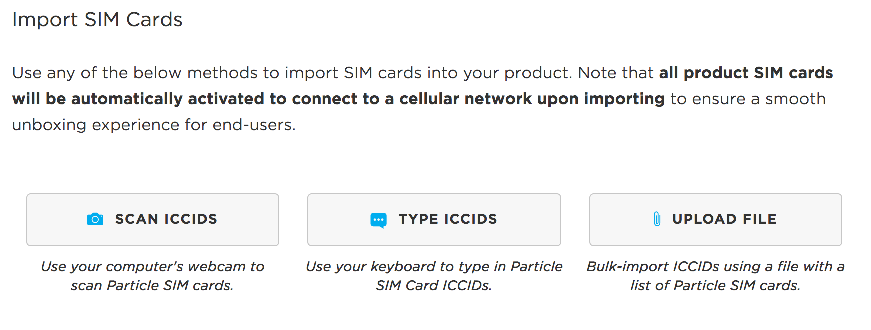 Import SIM Cards
Use any of the below methods to import SIM cards into your product. Note that all product SIM cards
will be automatically activated to connect to a cellular network upon importing to ensure a smooth
unboxing experience for end-users.
SCAN ICCIDS
TYPE ICCIDS
UPLOAD FILE
Use your computer's webcam to
scan Particle SIM cards.
Use your keyboard to type in Particle
SIM Card ICCIDs.
Bulk-import ICCIDs using a file with a
list of Particle SIM cards.